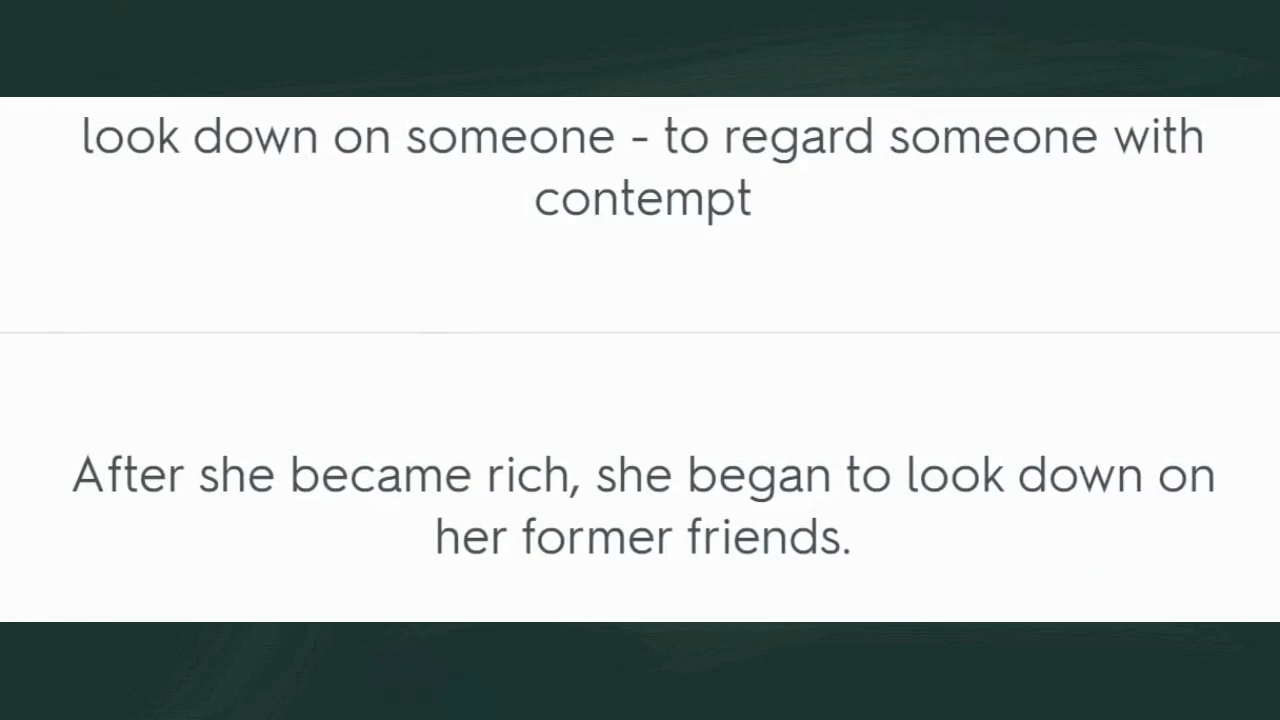 look down on someone - to regard someone with
contempt
After she became rich, she began to look down on
her former friends.